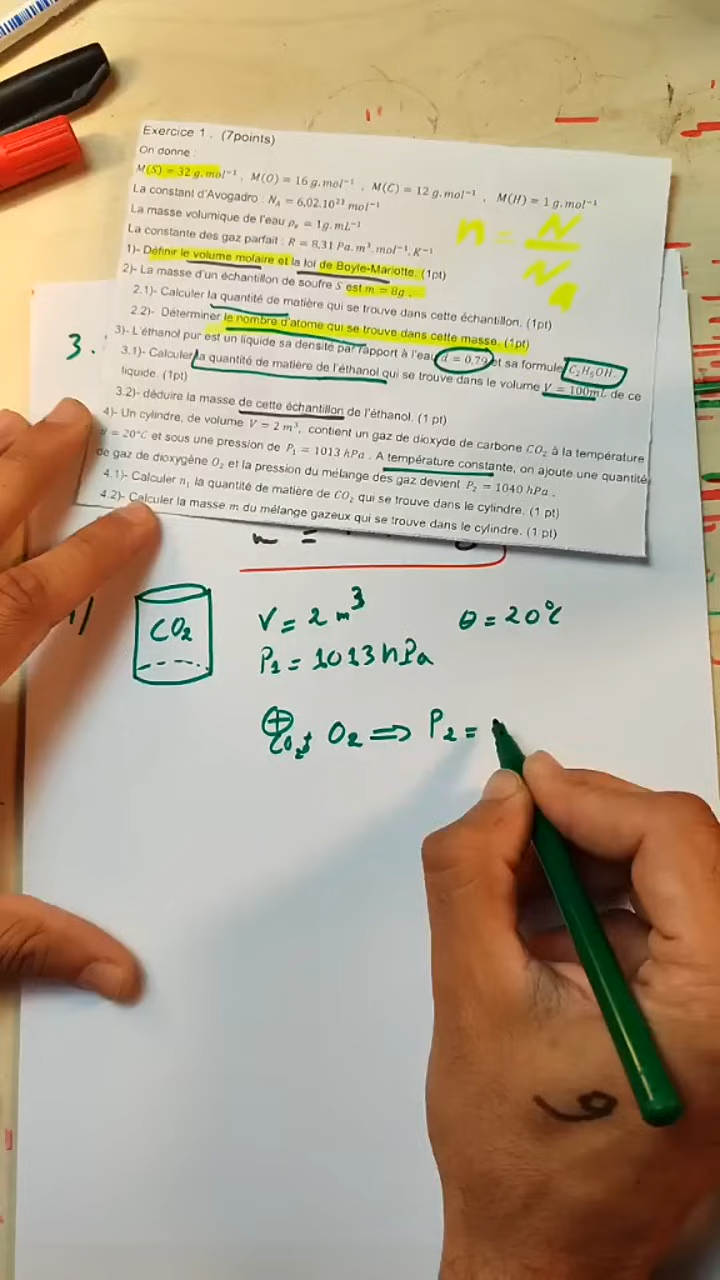 Exercice 1 . (7points)
On donne :
M(S) = 32 g.mol⁻¹ , M(O) = 16 g.mol⁻¹ , M(C) = 12 g.mol⁻¹ , M(H) = 1 g.mol⁻¹
La constant d'Avogadro : N_A = 6,02.10²³ mol⁻¹
La masse volumique de l'eau ρₑ = 1g.mL⁻¹
La constante des gaz parfait : R = 8,31 Pa.m³.mol⁻¹.K⁻¹
n = N/Na
1)- Définir le volume molaire et la loi de Boyle-Mariotte. (1pt)
2)- La masse d'un échantillon de soufre S est m = 8g .
2.1)- Calculer la quantité de matière qui se trouve dans cette échantillon. (1pt)
2.2)- Déterminer le nombre d'atome qui se trouve dans cette masse. (1pt)
3)- L'éthanol pur est un liquide sa densité par rapport à l'eau d = 0,79 et sa formule C₂H₅OH.
3.1)- Calculer la quantité de matière de l'éthanol qui se trouve dans le volume V = 100mL de ce
liquide. (1pt)
3.2)- déduire la masse de cette échantillon de l'éthanol. (1 pt)
4)- Un cylindre, de volume V = 2 m³, contient un gaz de dioxyde de carbone CO₂ à la température
= 20°C et sous une pression de P₁ = 1013 hPa . A température constante, on ajoute une quantité
de gaz de dioxygène O₂ et la pression du mélange des gaz devient P₂ = 1040 hPa .
4.1)- Calculer n₁ la quantité de matière de CO₂ qui se trouve dans le cylindre. (1 pt)
4.2)- Calculer la masse m du mélange gazeux qui se trouve dans le cylindre. (1 pt)
3.
CO₂
V = 2 m³
θ = 20°C
P₁ = 1013 hPa
⊕
CO₂+ O₂ ⟹ P₂ =